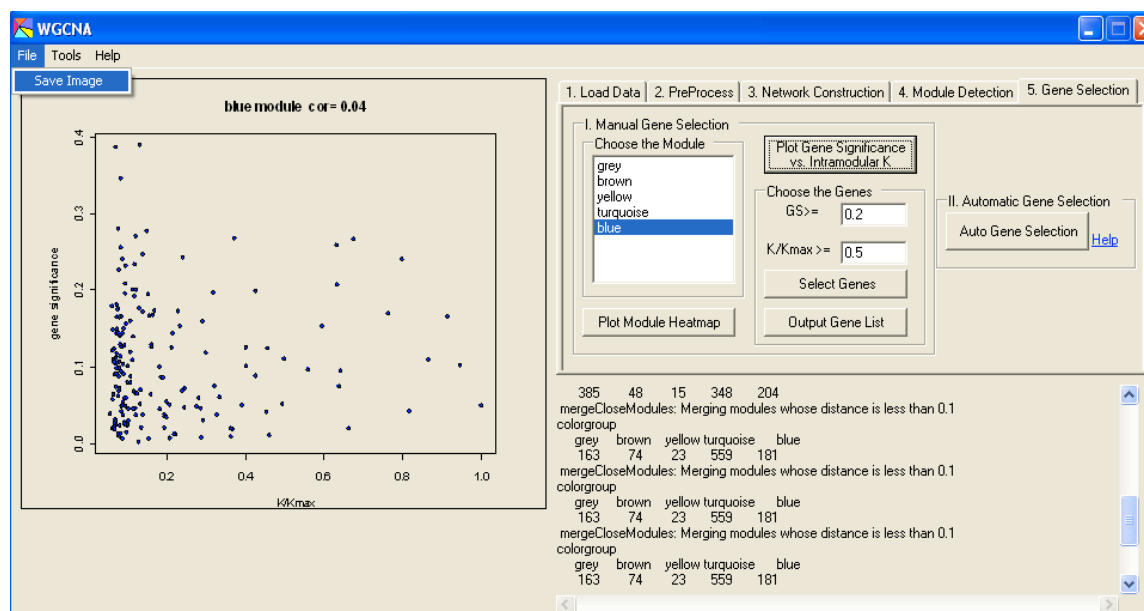 WGCNA
File Tools Help
Save Image
blue module cor= 0.04
gene significance
0.4
0.3
0.2
0.1
0.0
0.2 0.4 0.6 0.8 1.0
K/Kmax
1. Load Data 2. PreProcess 3. Network Construction 4. Module Detection 5. Gene Selection
I. Manual Gene Selection
Choose the Module
grey
brown
yellow
turquoise
blue
Plot Module Heatmap
Plot Gene Significance
vs. Intramodular K
Choose the Genes
GS>= 0.2
K/Kmax >= 0.5
Select Genes
Output Gene List
II. Automatic Gene Selection
Auto Gene Selection Help
385 48 15 348 204
mergeCloseModules: Merging modules whose distance is less than 0.1
colorgroup
grey brown yellow turquoise blue
163 74 23 559 181
mergeCloseModules: Merging modules whose distance is less than 0.1
colorgroup
grey brown yellow turquoise blue
163 74 23 559 181
mergeCloseModules: Merging modules whose distance is less than 0.1
colorgroup
grey brown yellow turquoise blue
163 74 23 559 181